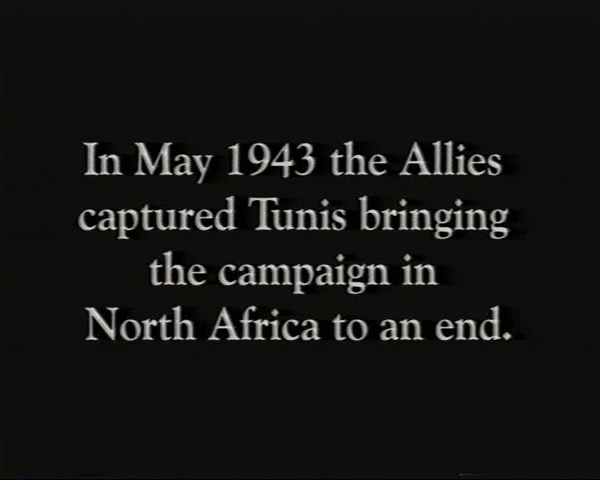 In May 1943 the Allies
captured Tunis bringing
the campaign in
North Africa to an end.